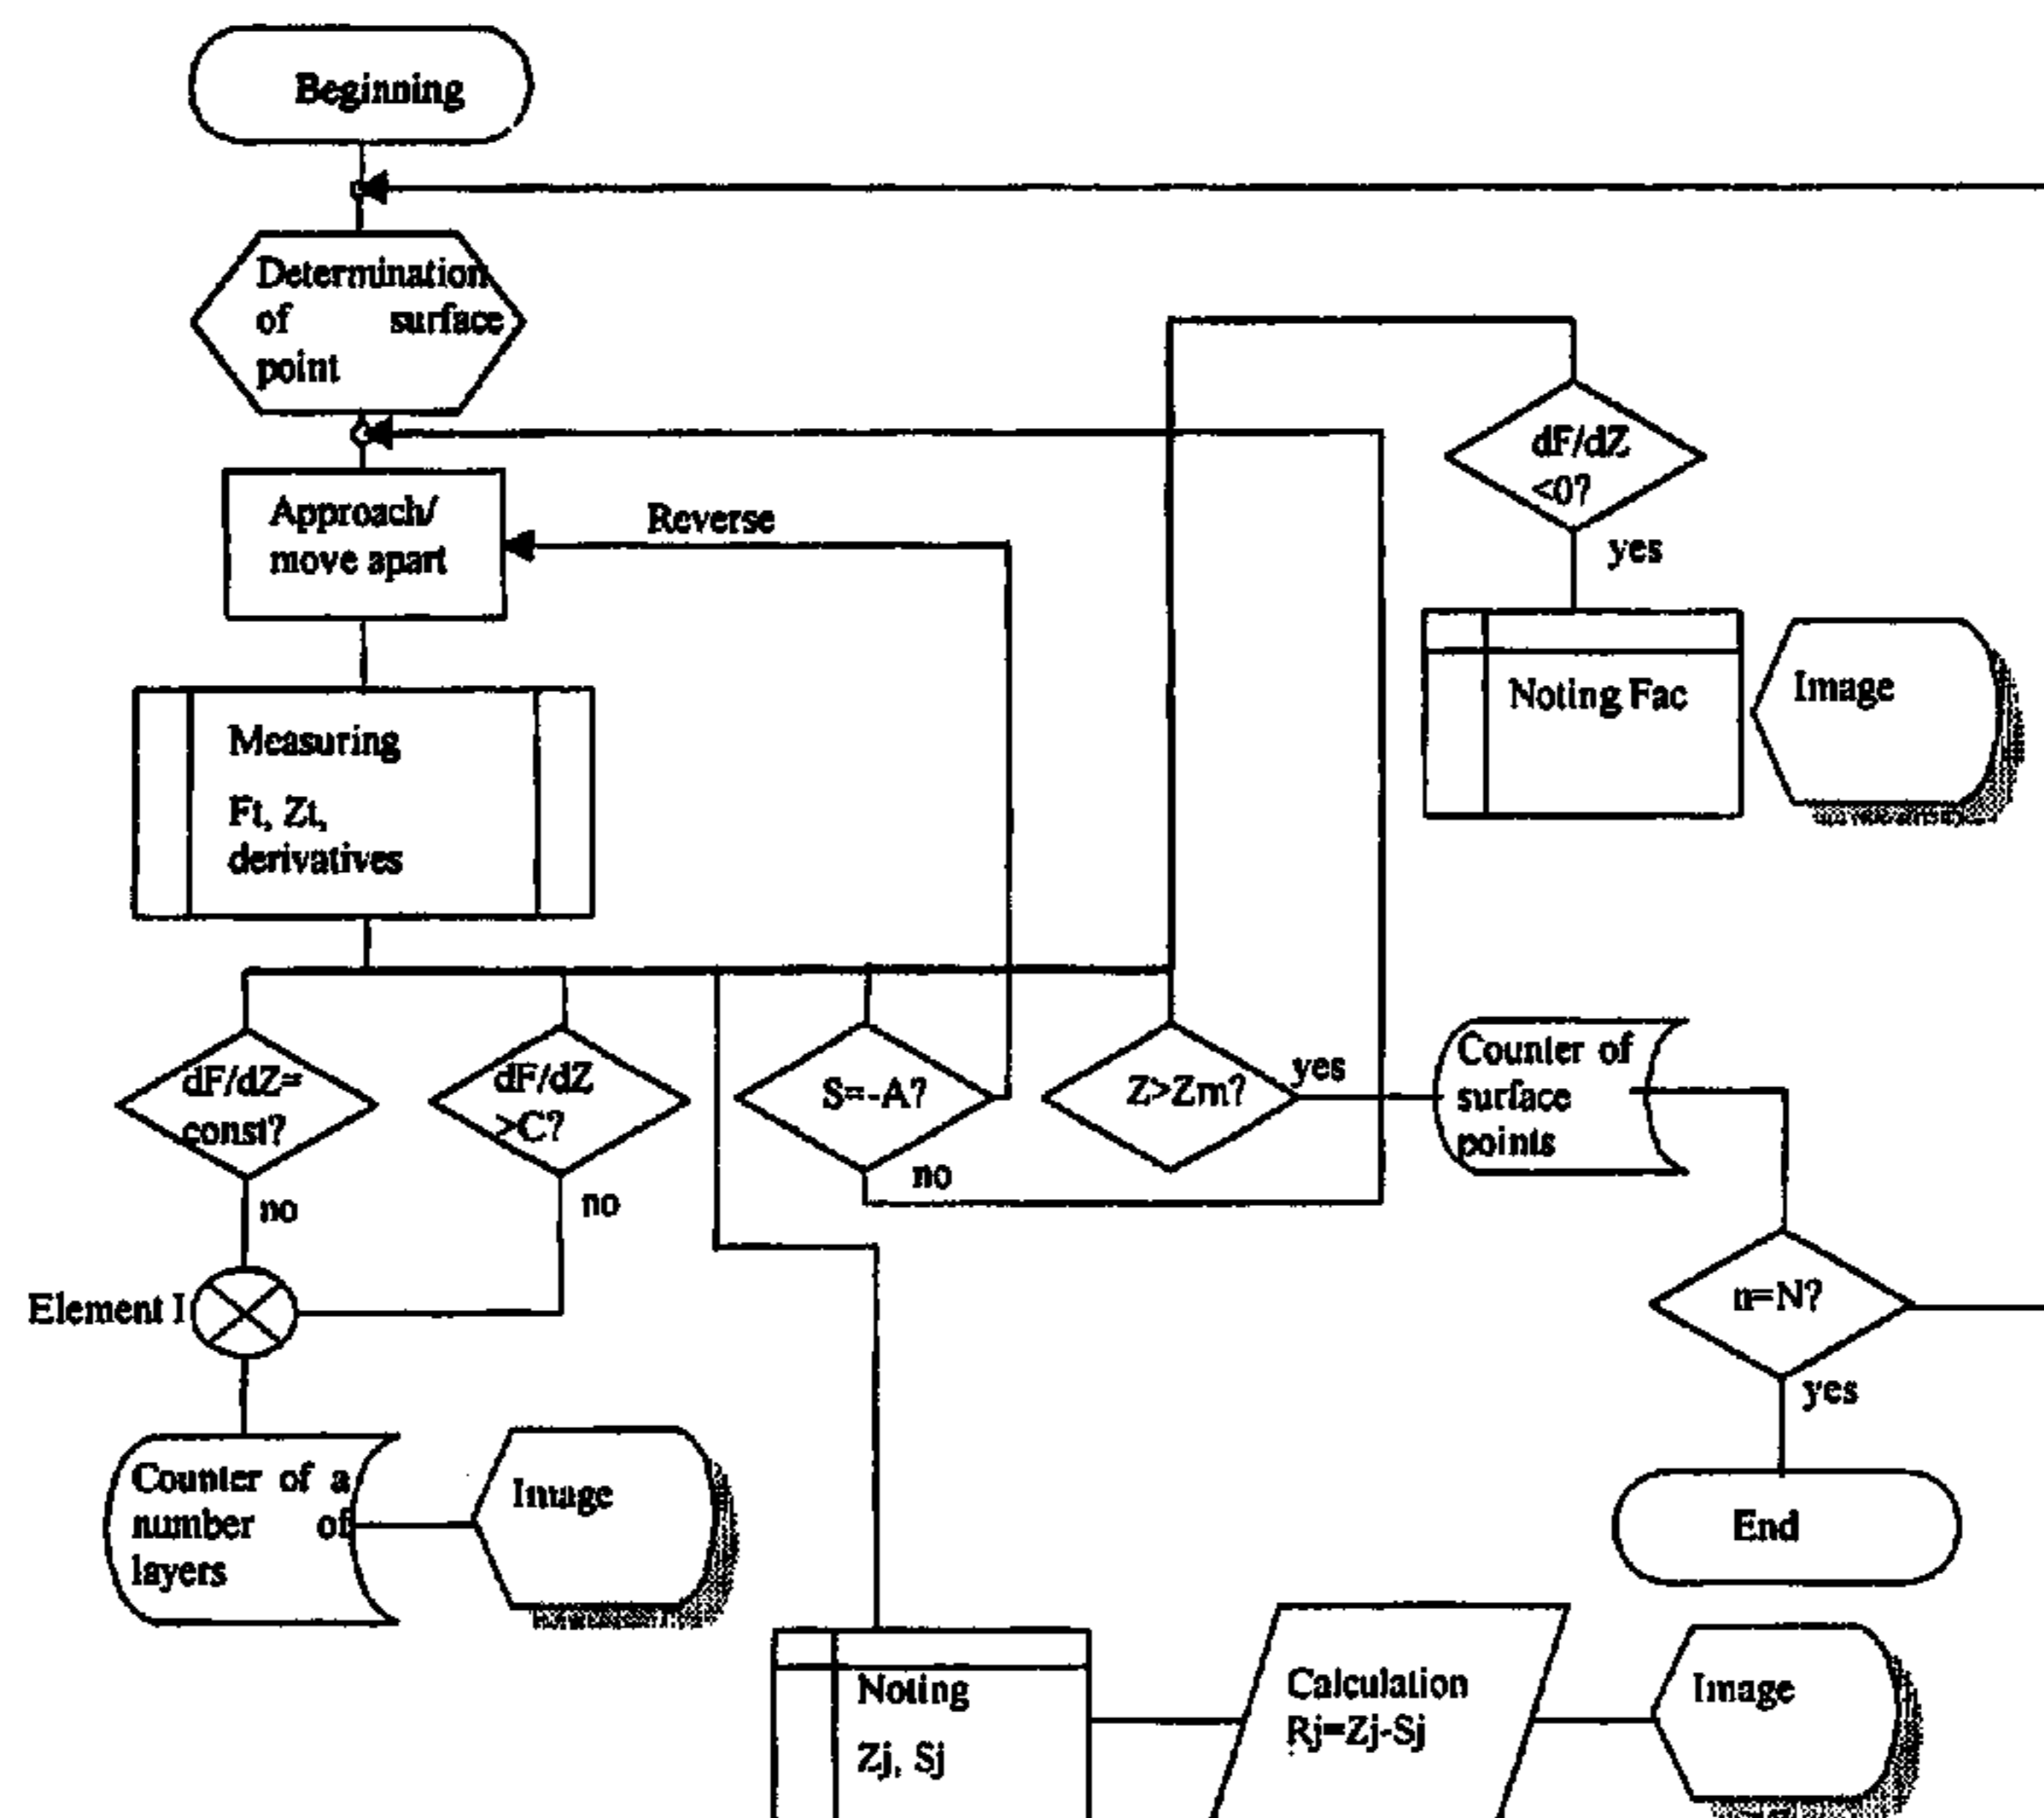 Beginning
Determination
of surface
point
Approach/
move apart
Reverse
Measuring
Ft, Zt,
derivatives
dF/dZ
<0?
yes
Noting Fac
Image
dF/dZ=
const?
no
dF/dZ
>C?
no
S=-A?
no
Z>Zm?
yes
Counter of
surface
points
n=N?
yes
End
Element I
Counter of a
number of
layers
Image
Noting
Zj, Sj
Calculation
Rj=Zj-Sj
Image